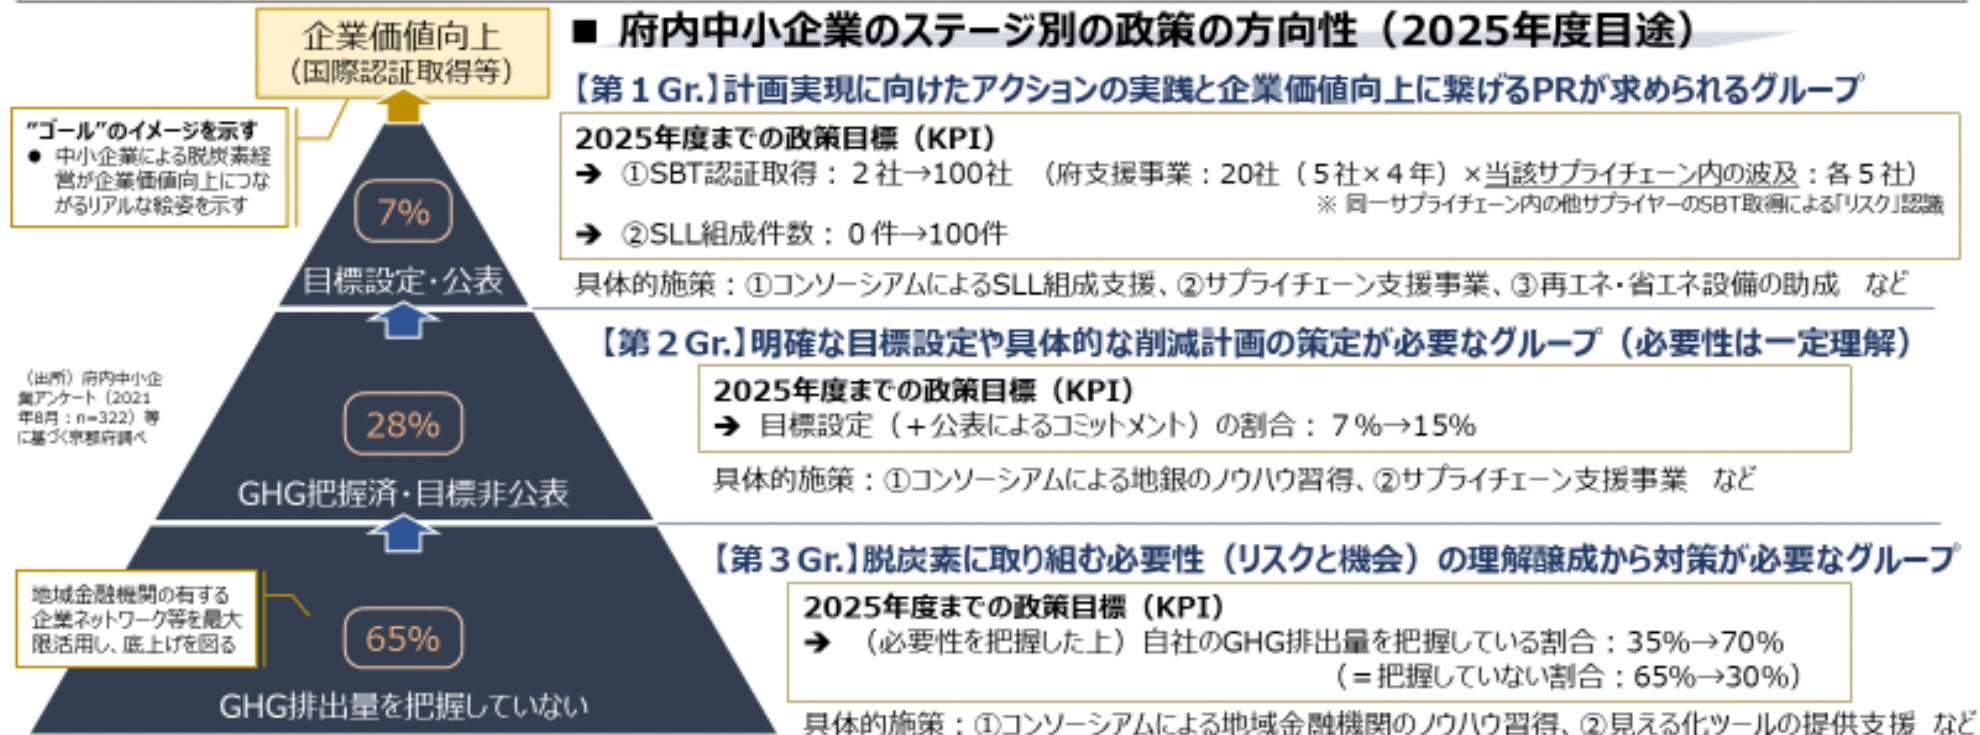 企業価値向上
（国際認証取得等）
“ゴール”のイメージを示す
● 中小企業による脱炭素経
営が企業価値向上につな
がるリアルな絵姿を示す
7%
目標設定・公表
28%
GHG把握済・目標非公表
65%
GHG排出量を把握していない
（出所）府内中小企
業アンケート（2021
年8月：n=322）等
に基づく京都府調べ
地域金融機関の有する
企業ネットワーク等を最大
限活用し、底上げを図る
■ 府内中小企業のステージ別の政策の方向性（2025年度目途）
【第１Gr.】計画実現に向けたアクションの実践と企業価値向上に繋げるPRが求められるグループ
2025年度までの政策目標（KPI）
➔ ①SBT認証取得：２社→100社 （府支援事業：20社（５社×４年）×当該サプライチェーン内の波及：各５社）
※ 同一サプライチェーン内の他サプライヤーのSBT取得による「リスク」認識
➔ ②SLL組成件数：０件→100件
具体的施策：①コンソーシアムによるSLL組成支援、②サプライチェーン支援事業、③再エネ・省エネ設備の助成 など
【第２Gr.】明確な目標設定や具体的な削減計画の策定が必要なグループ（必要性は一定理解）
2025年度までの政策目標（KPI）
➔ 目標設定（＋公表によるコミットメント）の割合：７%→15%
具体的施策：①コンソーシアムによる地銀のノウハウ習得、②サプライチェーン支援事業 など
【第３Gr.】脱炭素に取り組む必要性（リスクと機会）の理解醸成から対策が必要なグループ
2025年度までの政策目標（KPI）
➔ （必要性を把握した上）自社のGHG排出量を把握している割合：35%→70%
（＝把握していない割合：65%→30%）
具体的施策：①コンソーシアムによる地域金融機関のノウハウ習得、②見える化ツールの提供支援 など